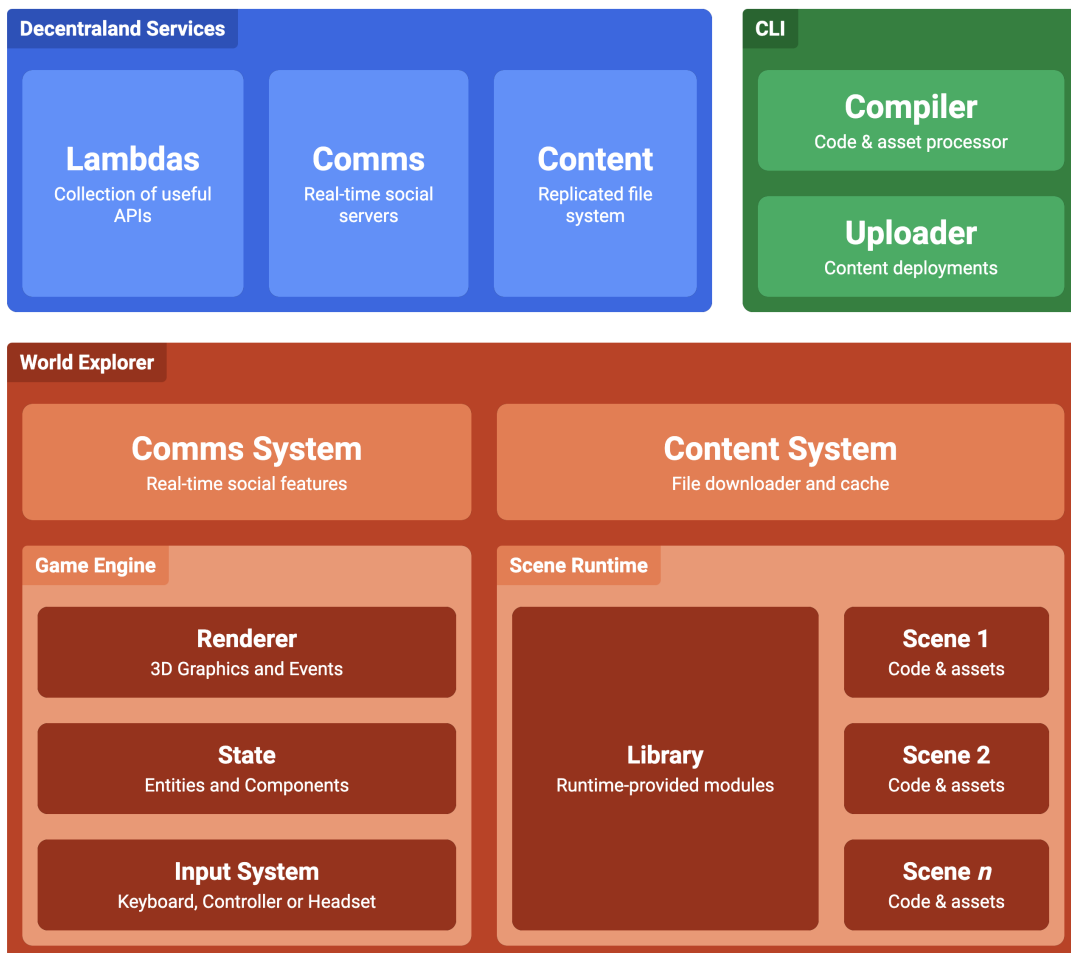 Decentraland Services
Lambdas
Collection of useful
APIs
Comms
Real-time social
servers
Content
Replicated file
system
CLI
Compiler
Code & asset processor
Uploader
Content deployments
World Explorer
Comms System
Real-time social features
Content System
File downloader and cache
Game Engine
Renderer
3D Graphics and Events
State
Entities and Components
Input System
Keyboard, Controller or Headset
Scene Runtime
Library
Runtime-provided modules
Scene 1
Code & assets
Scene 2
Code & assets
Scene n
Code & assets